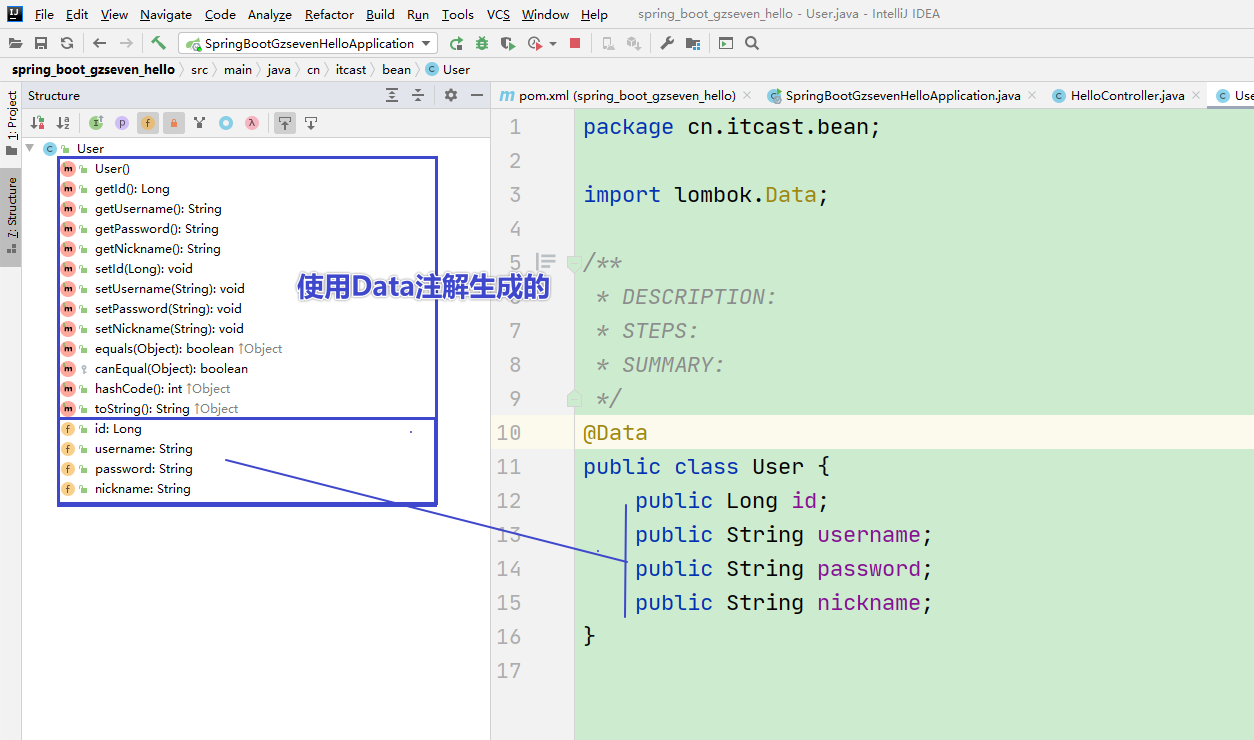 File Edit View Navigate Code Analyze Refactor Build Run Tools VCS Window Help spring_boot_gzseven_hello - User.java - IntelliJ IDEA
SpringBootGzsevenHelloApplication
spring_boot_gzseven_hello src main java cn itcast bean User
1: Project
7: Structure
Structure
User
User()
getId(): Long
getUsername(): String
getPassword(): String
getNickname(): String
setId(Long): void
setUsername(String): void
setPassword(String): void
setNickname(String): void
equals(Object): boolean ↑Object
canEqual(Object): boolean
hashCode(): int ↑Object
toString(): String ↑Object
id: Long
username: String
password: String
nickname: String
使用Data注解生成的
pom.xml (spring_boot_gzseven_hello) SpringBootGzsevenHelloApplication.java HelloController.java Use
1 package cn.itcast.bean;
2
3 import lombok.Data;
4
5 /**
6 * DESCRIPTION:
7 * STEPS:
8 * SUMMARY:
9 */
10 @Data
11 public class User {
12 public Long id;
13 public String username;
14 public String password;
15 public String nickname;
16 }
17